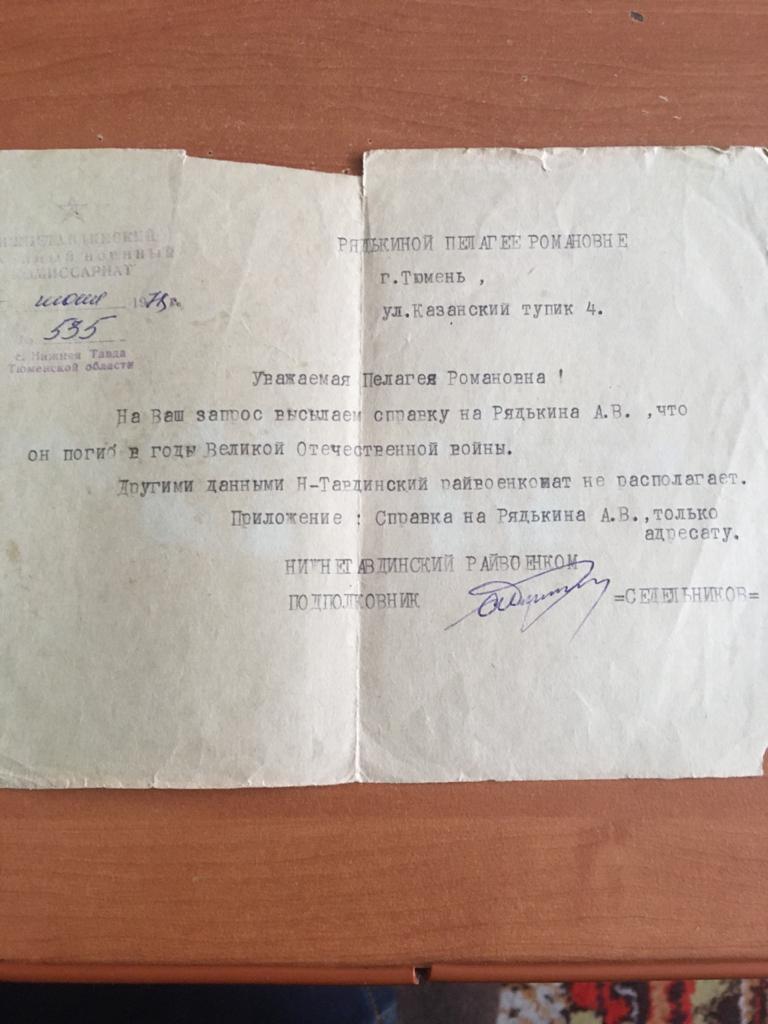 РЯДЬКИНОЙ ПЕЛАГЕЕ РОМАНОВНЕ
г.Тюмень ,
ул.Казанский тупик 4.
КОМИССАРИАТ
июня 197 г.
535
с. Нижняя Тавда
Тюменской области
Уважаемая Пелагея Романовна !
На Ваш запрос высылаем справку на Рядькина А.В. ,что
он погиб в годы Великой Отечественной войны.
Другими данными Н-Тавдинский райвоенкомат не располагает.
Приложение : Справка на Рядькина А.В.,только
адресату.
НИЖНЕТАВДИНСКИЙ РАЙВОЕНКОМ
ПОДПОЛКОВНИК =СЕДЕЛЬНИКОВ=